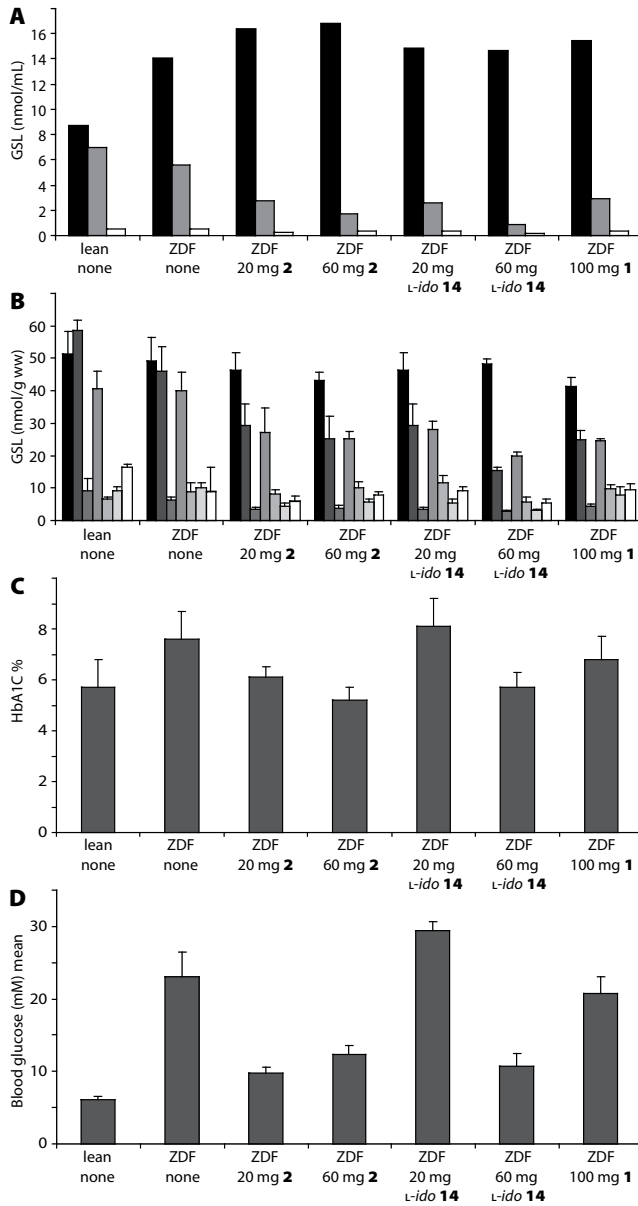 A
GSL (nmol/mL)
16
14
12
10
8
6
4
2
0
lean none
ZDF none
ZDF 20 mg 2
ZDF 60 mg 2
ZDF 20 mg L-ido 14
ZDF 60 mg L-ido 14
ZDF 100 mg 1
B
GSL (nmol/g ww)
60
50
40
30
20
10
0
lean none
ZDF none
ZDF 20 mg 2
ZDF 60 mg 2
ZDF 20 mg L-ido 14
ZDF 60 mg L-ido 14
ZDF 100 mg 1
C
HbA1C %
8
6
4
2
0
lean none
ZDF none
ZDF 20 mg 2
ZDF 60 mg 2
ZDF 20 mg L-ido 14
ZDF 60 mg L-ido 14
ZDF 100 mg 1
D
Blood glucose (mM) mean
30
20
10
0
lean none
ZDF none
ZDF 20 mg 2
ZDF 60 mg 2
ZDF 20 mg L-ido 14
ZDF 60 mg L-ido 14
ZDF 100 mg 1